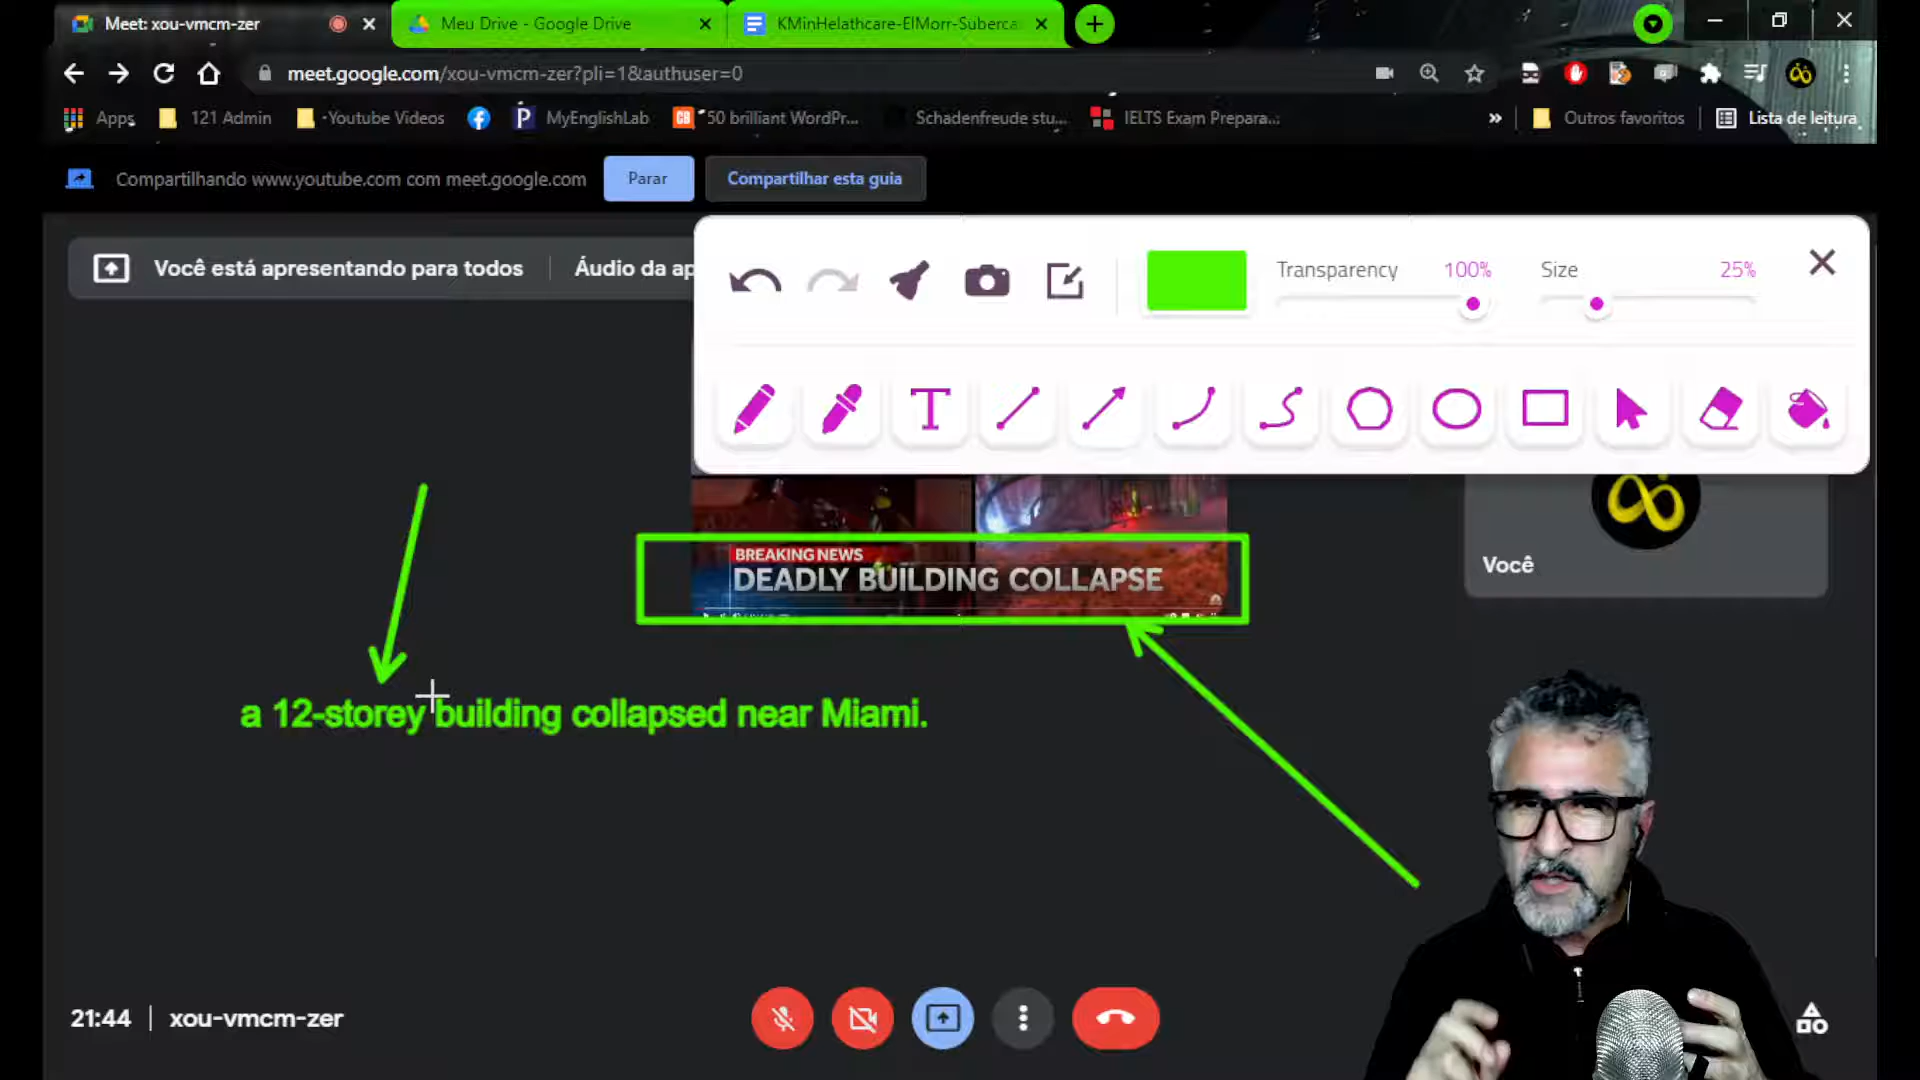 Meet: xou-vmcm-zer
Meu Drive - Google Drive
KMinHelathcare-ElMorr-Suberca
meet.google.com/xou-vmcm-zer?pli=1&authuser=0
Apps
121 Admin
Youtube Videos
MyEnglishLab
50 brilliant WordPr...
Schadenfreude stu...
IELTS Exam Prepara...
»
Outros favoritos
Lista de leitura
Compartilhando www.youtube.com com meet.google.com
Parar
Compartilhar esta guia
Você está apresentando para todos
Áudio da ap
Transparency 100%
Size 25%
BREAKING NEWS
DEADLY BUILDING COLLAPSE
Você
a 12-storey building collapsed near Miami.
21:44 | xou-vmcm-zer